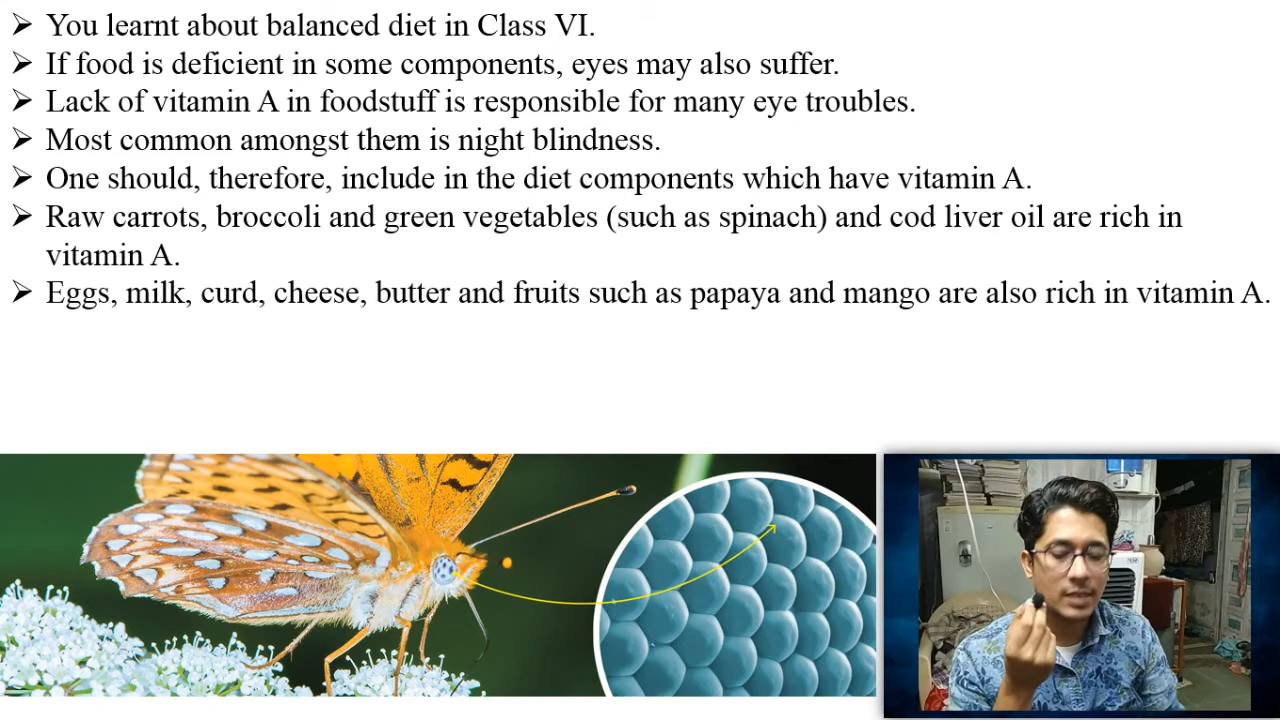 ➢ You learnt about balanced diet in Class VI.
➢ If food is deficient in some components, eyes may also suffer.
➢ Lack of vitamin A in foodstuff is responsible for many eye troubles.
➢ Most common amongst them is night blindness.
➢ One should, therefore, include in the diet components which have vitamin A.
➢ Raw carrots, broccoli and green vegetables (such as spinach) and cod liver oil are rich in
vitamin A.
➢ Eggs, milk, curd, cheese, butter and fruits such as papaya and mango are also rich in vitamin A.